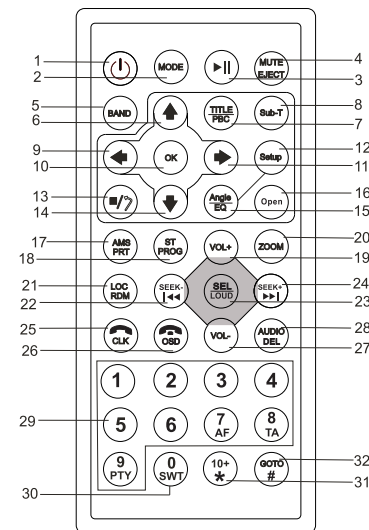 1
2
MODE
3
MUTE
EJECT
4
5
BAND
6
TITLE
PBC
7
Sub-T
8
9
10
OK
Setup
12
11
13
14
Angle
EQ
15
Open
16
17
AMS
PRT
18
ST
PROG
VOL+
19
ZOOM
20
21
LOC
RDM
22
SEEK-
SEL
LOUD
23
SEEK+
24
25
CLK
26
OSD
VOL-
27
AUDIO
DEL
28
1 2 3 4
29
5 6
7
AF
8
TA
9
PTY
0
SWT
30
10+
*
31
GOTO
#
32